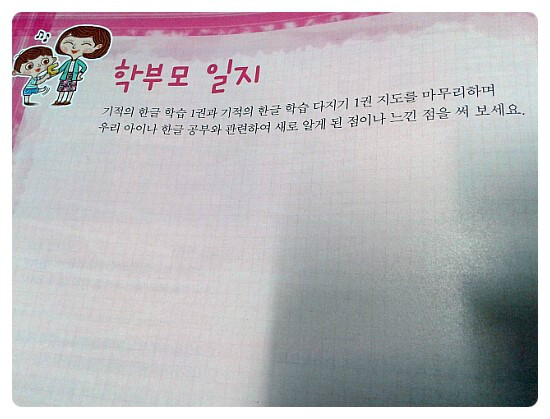 학부모 일지
기적의 한글 학습 1권과 기적의 한글 학습 다지기 1권 지도를 마무리하며
우리 아이나 한글 공부와 관련하여 새로 알게 된 점이나 느낀 점을 써 보세요.